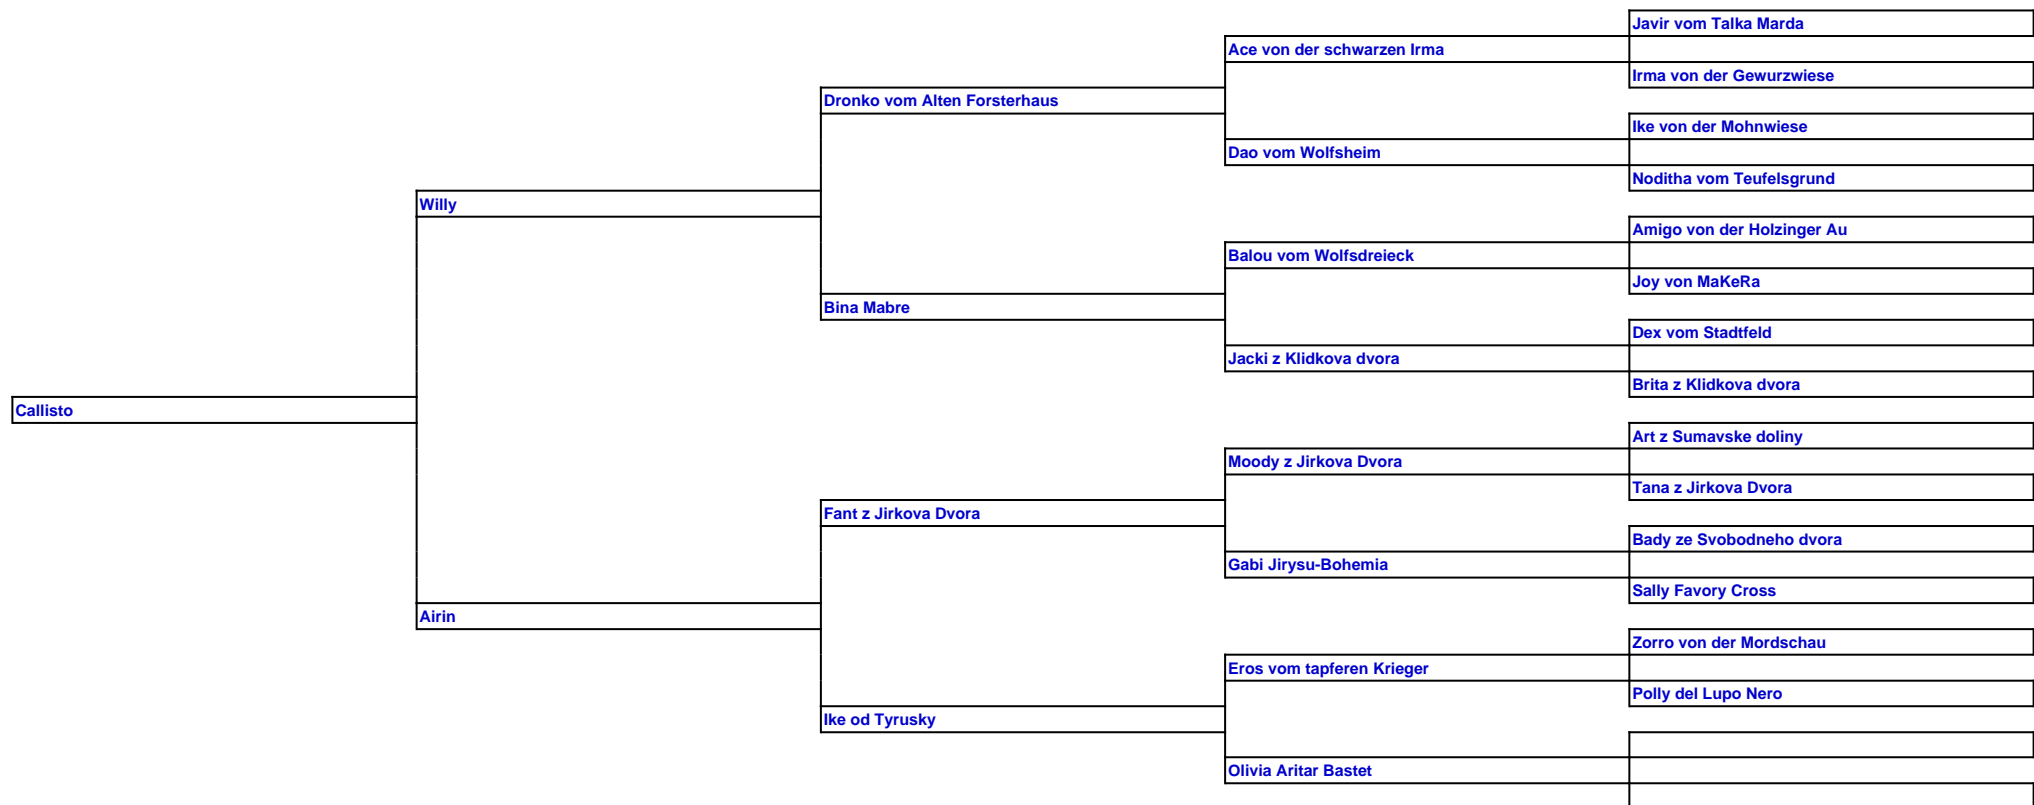 Javir vom Talka Marda
Ace von der schwarzen Irma
Irma von der Gewurzwiese
Dronko vom Alten Forsterhaus
Ike von der Mohnwiese
Dao vom Wolfsheim
Noditha vom Teufelsgrund
Willy
Amigo von der Holzinger Au
Balou vom Wolfsdreieck
Joy von MaKeRa
Bina Mabre
Dex vom Stadtfeld
Jacki z Klidkova dvora
Brita z Klidkova dvora
Callisto
Art z Sumavske doliny
Moody z Jirkova Dvora
Tana z Jirkova Dvora
Fant z Jirkova Dvora
Bady ze Svobodneho dvora
Gabi Jirysu-Bohemia
Sally Favory Cross
Airin
Zorro von der Mordschau
Eros vom tapferen Krieger
Polly del Lupo Nero
Ike od Tyrusky
Olivia Aritar Bastet